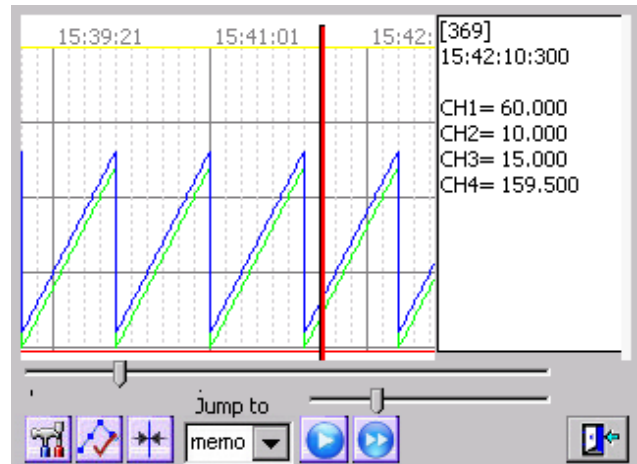 15:39:21 15:41:01 15:42:
[369]
15:42:10:300
CH1= 60.000
CH2= 10.000
CH3= 15.000
CH4= 159.500
Jump to
memo